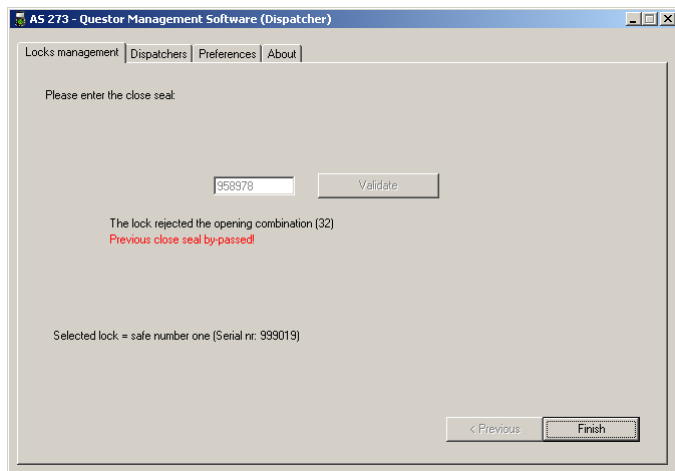 AS 273 - Questor Management Software (Dispatcher)
Locks management Dispatchers Preferences About
Please enter the close seal:
958978 Validate
The lock rejected the opening combination (32)
Previous close seal by-passed!
Selected lock = safe number one (Serial nr: 999019)
< Previous Finish